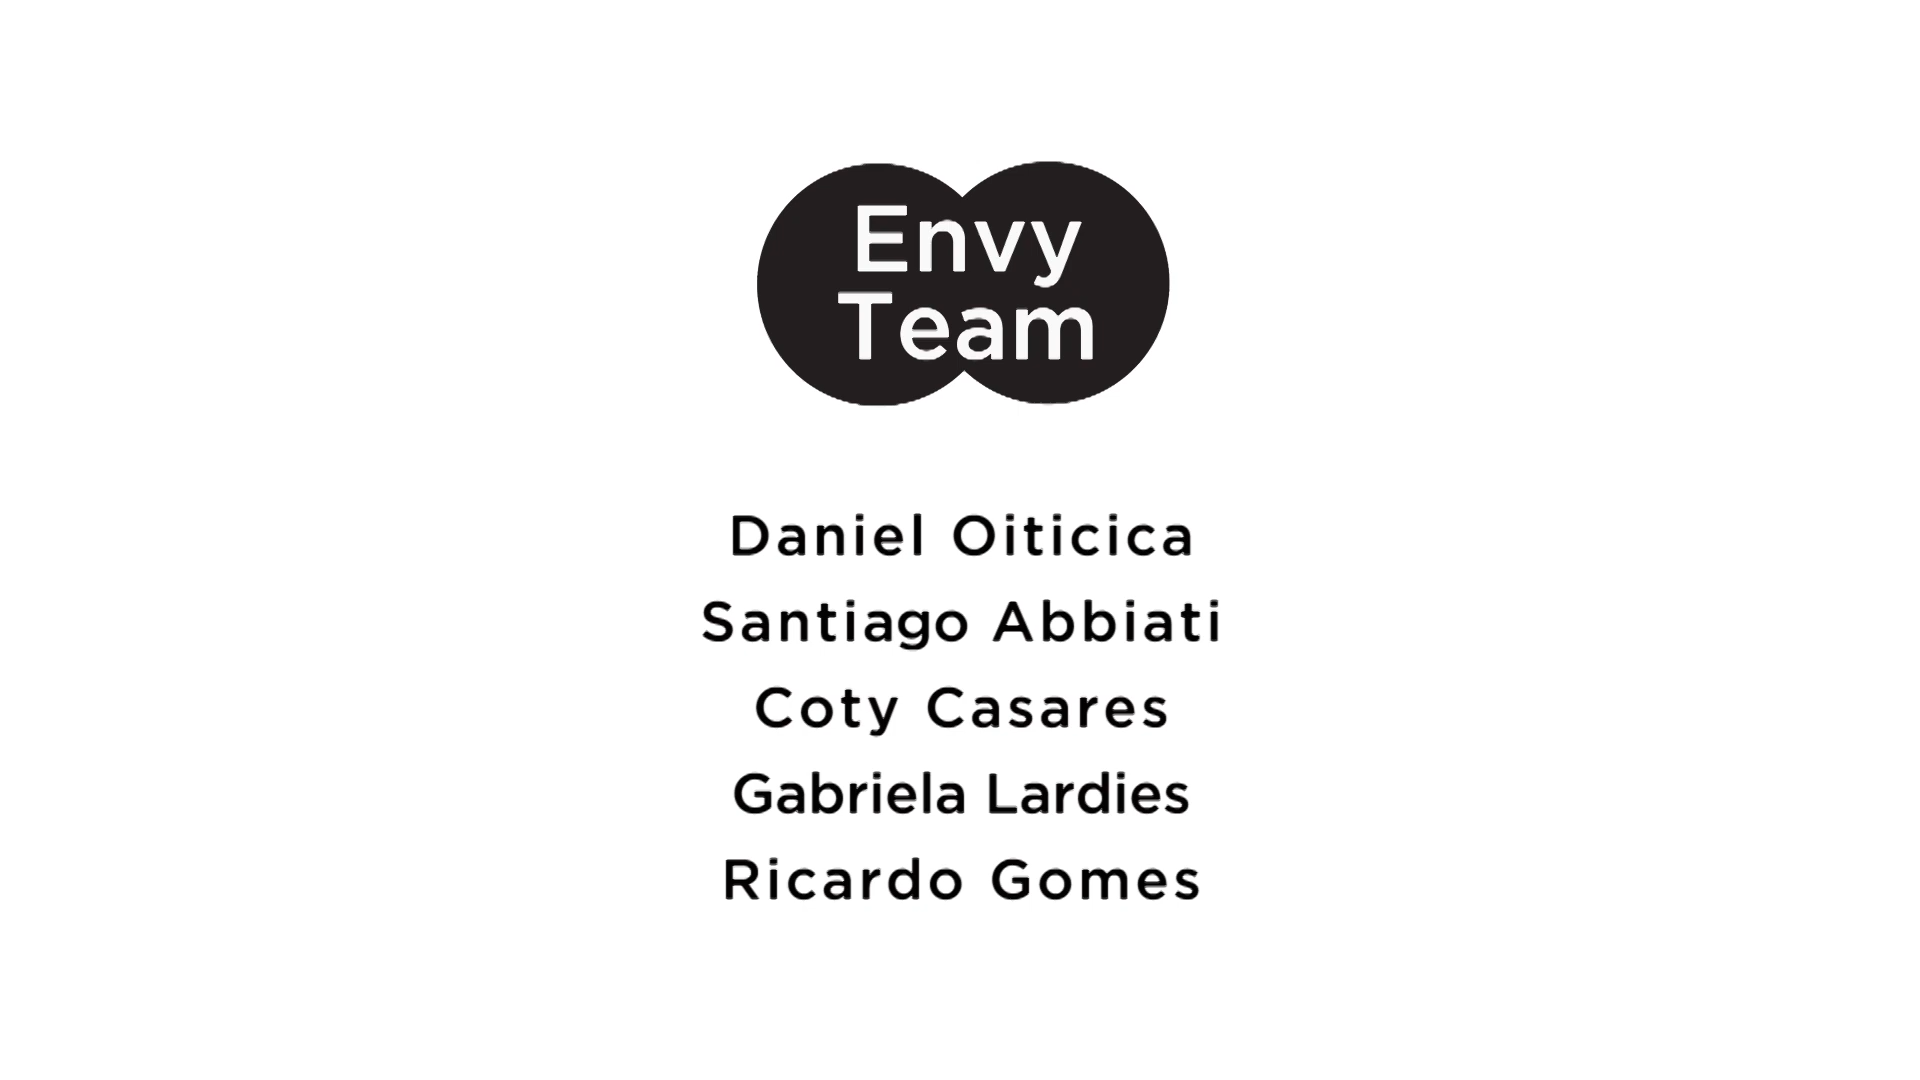 Envy
Team
Daniel Oiticica
Santiago Abbiati
Coty Casares
Gabriela Lardies
Ricardo Gomes